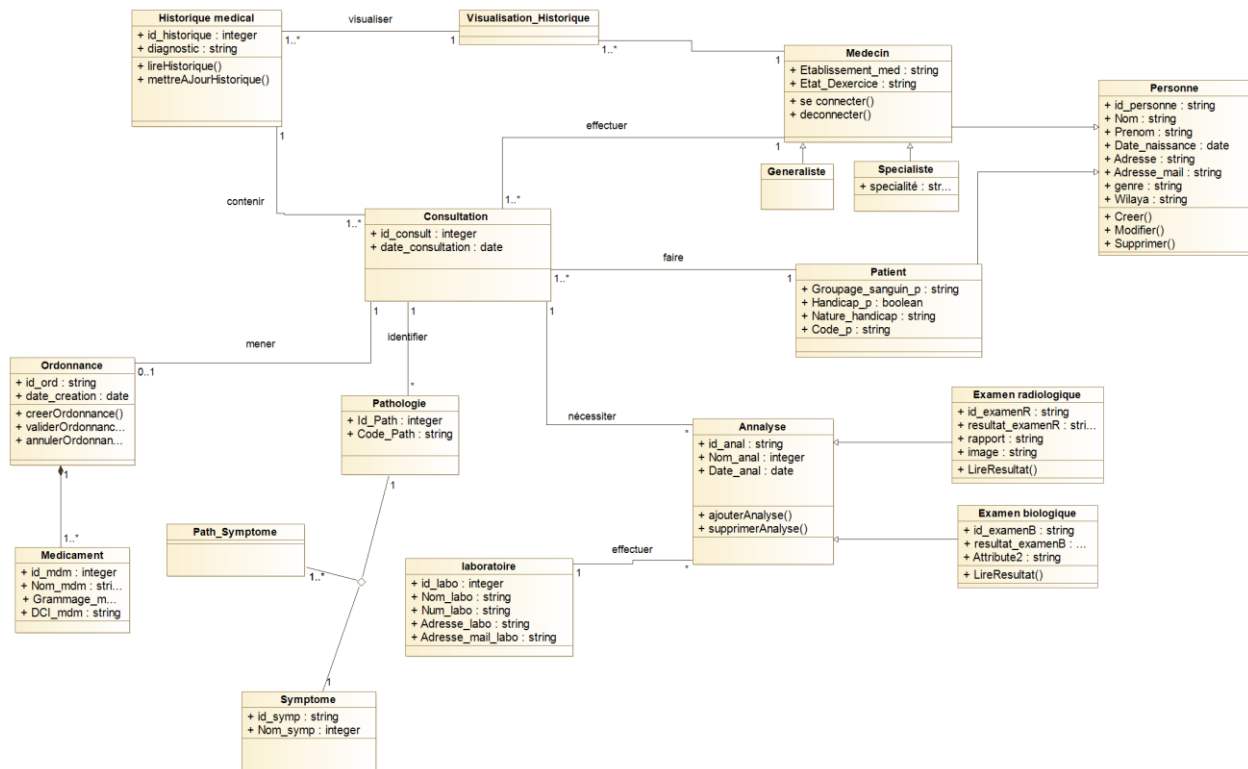 Historique medical
+ id_historique : integer
+ diagnostic : string
+ lireHistorique()
+ mettreAJourHistorique()
visualiser
1..*
1
Visualisation_Historique
1..*
1
Medecin
+ Etablissement_med : string
+ Etat_Dexercice : string
+ se connecter()
+ deconnecter()
Personne
+ id_personne : string
+ Nom : string
+ Prenom : string
+ Date_naissance : date
+ Adresse : string
+ Adresse_mail : string
+ genre : string
+ Wilaya : string
+ Creer()
+ Modifier()
+ Supprimer()
effectuer
1
1..*
Generaliste
Specialiste
+ specialité : str...
1
contenir
1..*
Consultation
+ id_consult : integer
+ date_consultation : date
faire
1..*
1
Patient
+ Groupage_sanguin_p : string
+ Handicap_p : boolean
+ Nature_handicap : string
+ Code_p : string
1
1
1
mener
0..1
identifier
*
nécessiter
*
Ordonnance
+ id_ord : string
+ date_creation : date
+ creerOrdonnance()
+ validerOrdonnanc...
+ annulerOrdonnan...
1
1..*
Medicament
+ id_mdm : integer
+ Nom_mdm : stri...
+ Grammage_m...
+ DCI_mdm : string
Pathologie
+ Id_Path : integer
+ Code_Path : string
1
Path_Symptome
1..*
1
Symptome
+ id_symp : string
+ Nom_symp : integer
Annalyse
+ id_anal : string
+ Nom_anal : integer
+ Date_anal : date
+ ajouterAnalyse()
+ supprimerAnalyse()
effectuer
1
*
laboratoire
+ id_labo : integer
+ Nom_labo : string
+ Num_labo : string
+ Adresse_labo : string
+ Adresse_mail_labo : string
Examen radiologique
+ id_examenR : string
+ resultat_examenR : stri...
+ rapport : string
+ image : string
+ LireResultat()
Examen biologique
+ id_examenB : string
+ resultat_examenB : ...
+ Attribute2 : string
+ LireResultat()